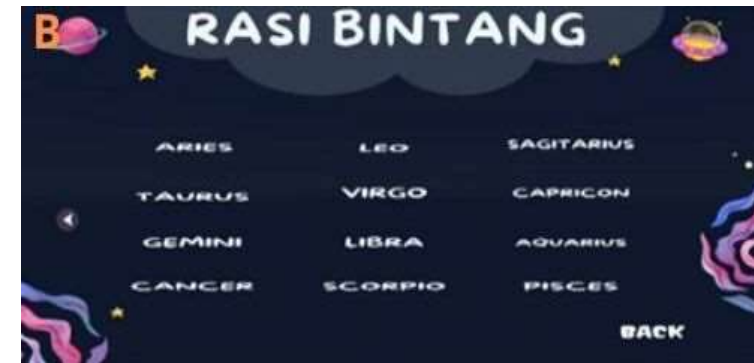 B
RASI BINTANG
ARIES LEO SAGITARIUS
TAURUS VIRGO CAPRICON
GEMINI LIBRA AQUARIUS
CANCER SCORPIO PISCES
BACK